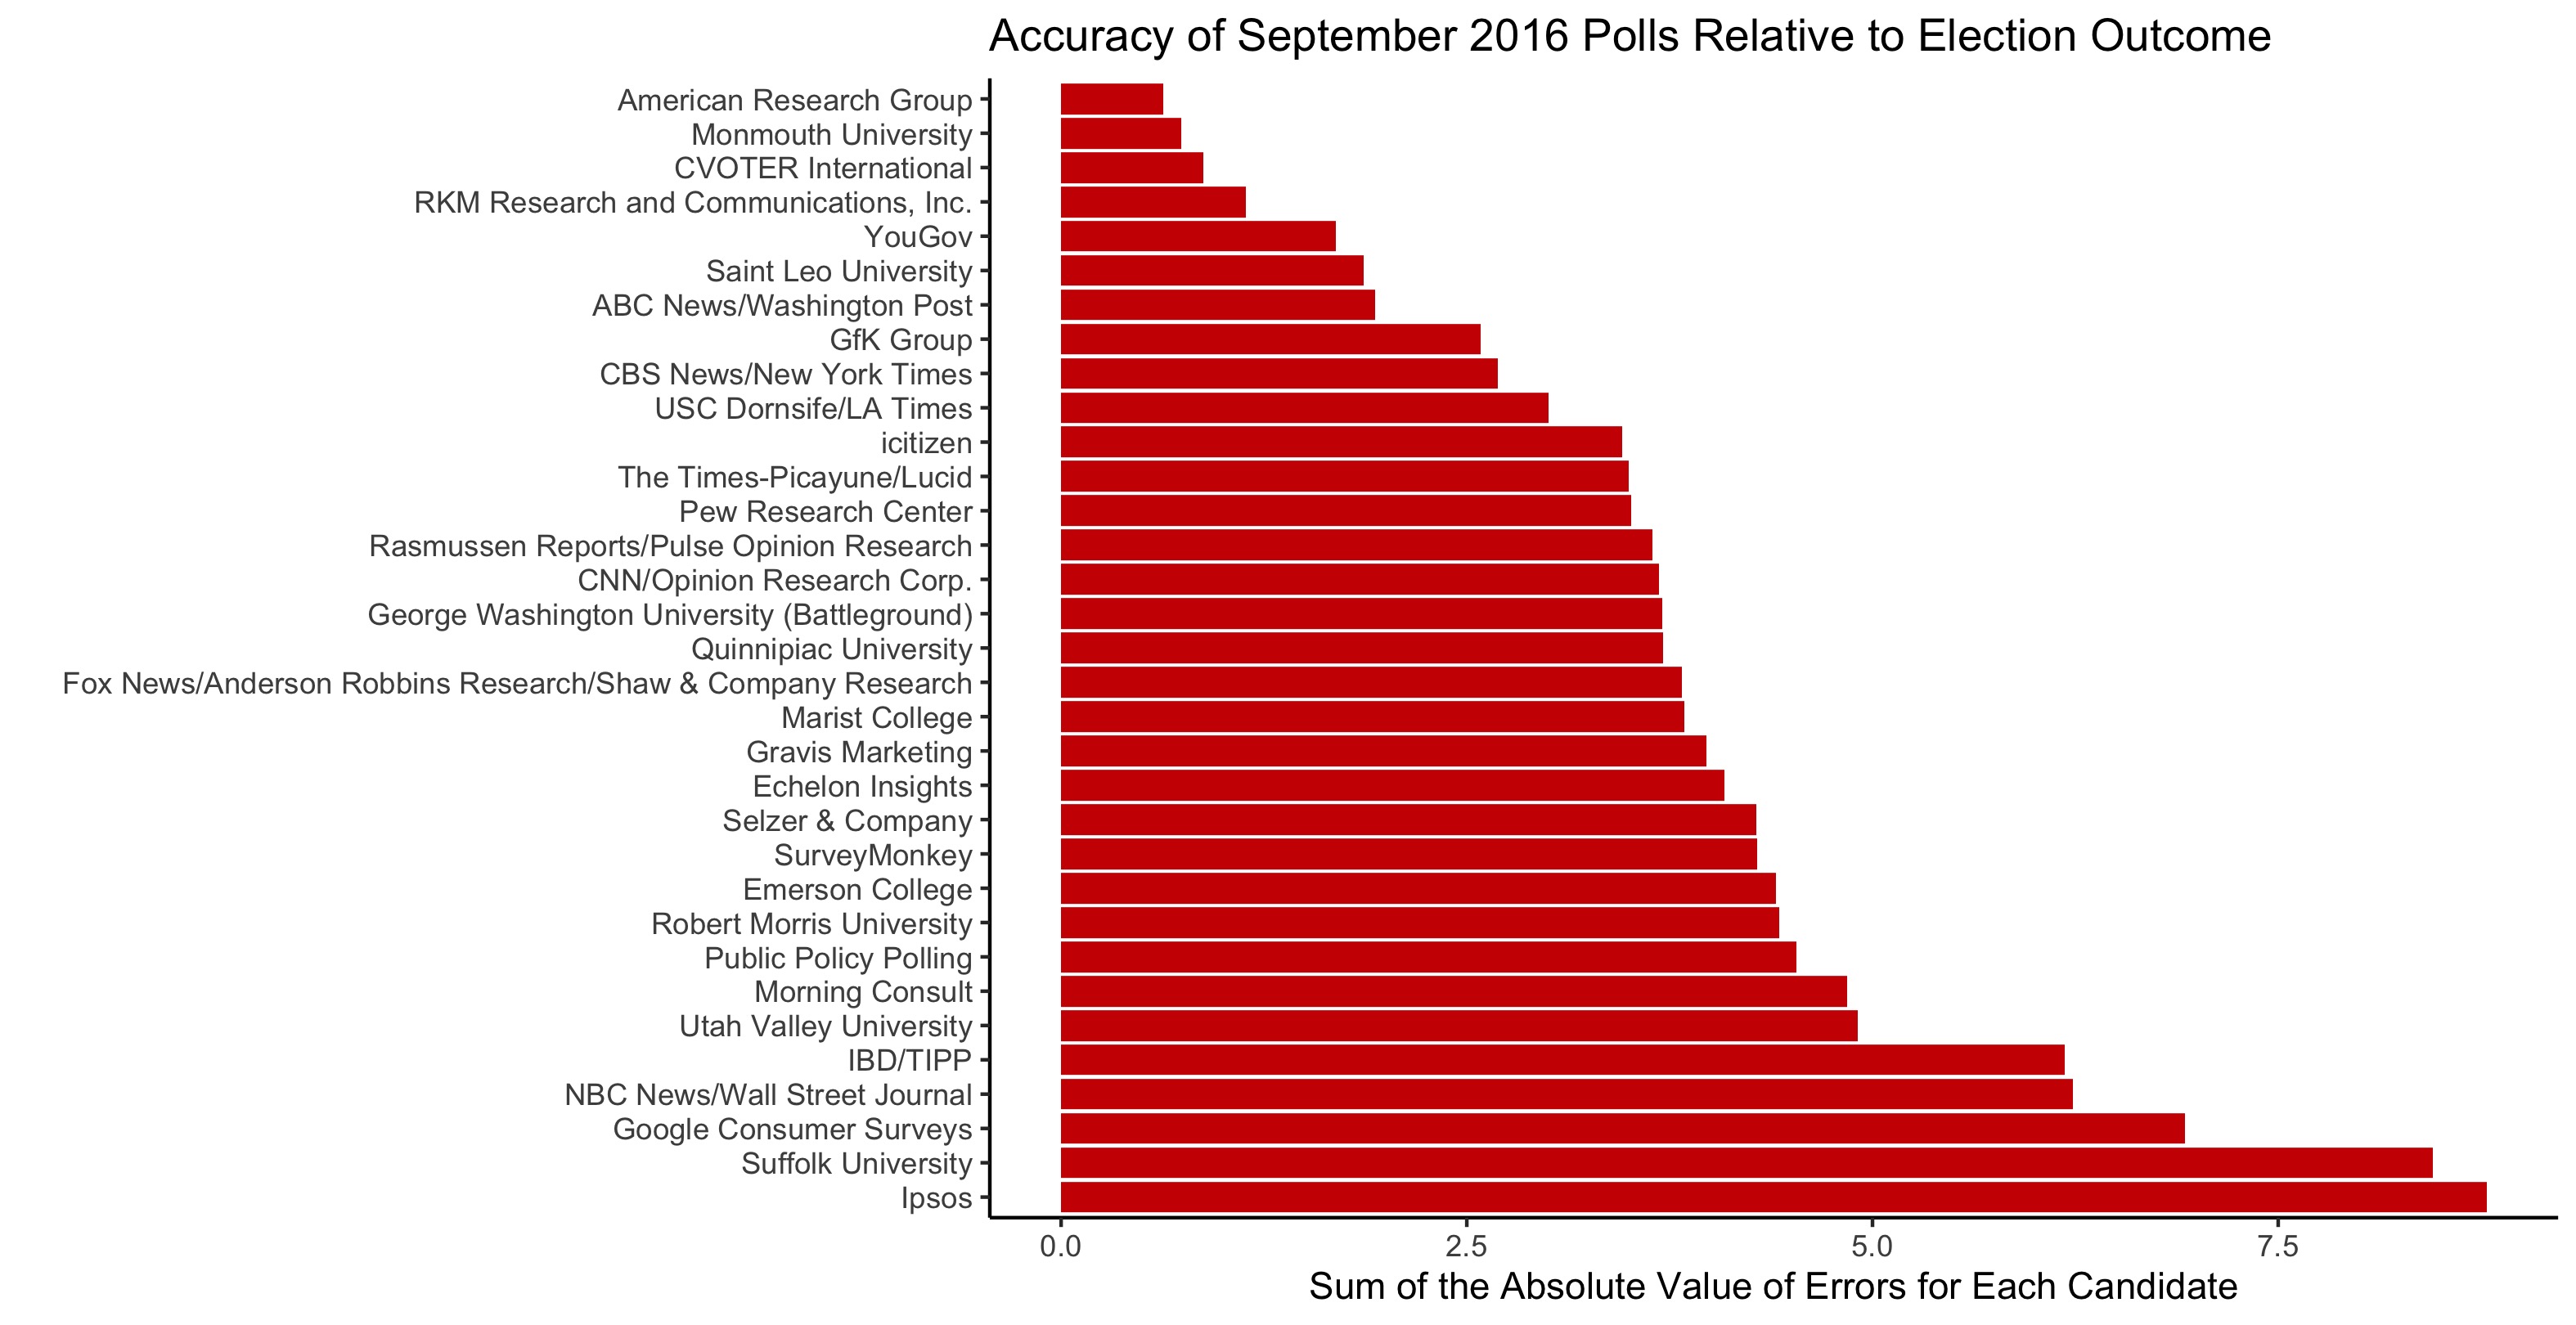 Accuracy of September 2016 Polls Relative to Election Outcome
American Research Group
Monmouth University
CVOTER International
RKM Research and Communications, Inc.
YouGov
Saint Leo University
ABC News/Washington Post
GfK Group
CBS News/New York Times
USC Dornsife/LA Times
icitizen
The Times-Picayune/Lucid
Pew Research Center
Rasmussen Reports/Pulse Opinion Research
CNN/Opinion Research Corp.
George Washington University (Battleground)
Quinnipiac University
Fox News/Anderson Robbins Research/Shaw & Company Research
Marist College
Gravis Marketing
Echelon Insights
Selzer & Company
SurveyMonkey
Emerson College
Robert Morris University
Public Policy Polling
Morning Consult
Utah Valley University
IBD/TIPP
NBC News/Wall Street Journal
Google Consumer Surveys
Suffolk University
Ipsos
0.0 2.5 5.0 7.5
Sum of the Absolute Value of Errors for Each Candidate